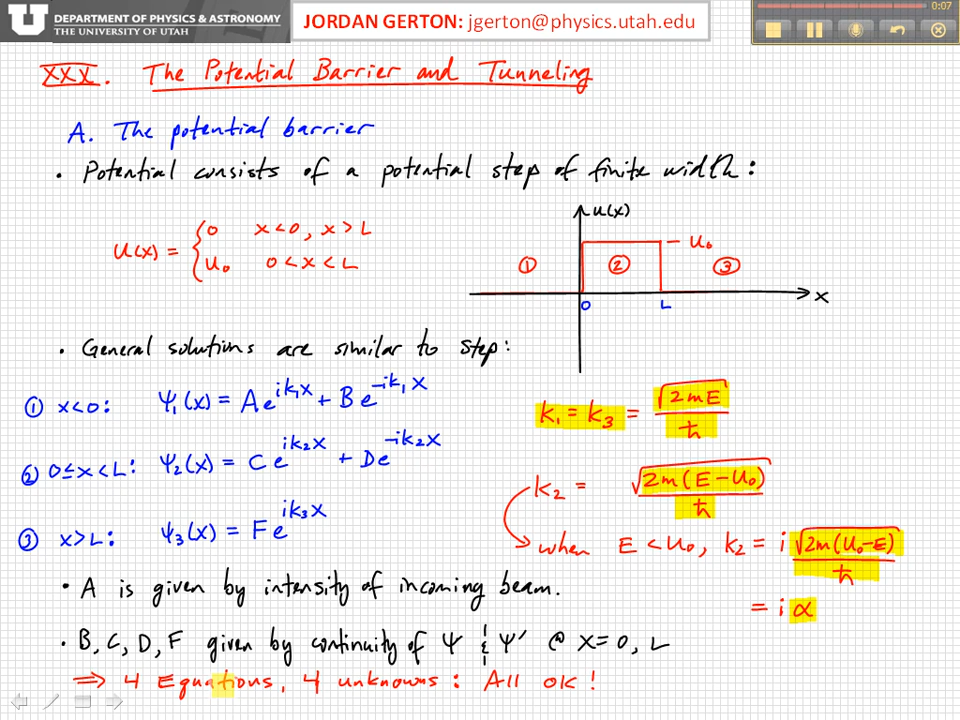 U DEPARTMENT OF PHYSICS & ASTRONOMY
THE UNIVERSITY OF UTAH
JORDAN GERTON: jgerton@physics.utah.edu
0:07
XXX. The Potential Barrier and Tunneling
A. The potential barrier
• Potential consists of a potential step of finite width:
U(x) = { 0 x<0, x>L
U₀ 0<x<L
U(x)
U₀
① ② ③
0 L x
• General solutions are similar to step:
① x<0: Ψ₁(x) = Ae^{ik₁x} + Be^{-ik₁x}
k₁ = k₃ = √(2mE)/ħ
② 0≤x<L: Ψ₂(x) = Ce^{ik₂x} + De^{-ik₂x}
k₂ = √(2m(E-U₀))/ħ
③ x>L: Ψ₃(x) = Fe^{ik₃x}
when E<U₀, k₂ = i √(2m(U₀-E))/ħ
= i α
• A is given by intensity of incoming beam.
• B, C, D, F given by continuity of Ψ & Ψ' @ x=0, L
⇒ 4 Equations, 4 unknowns: All ok!